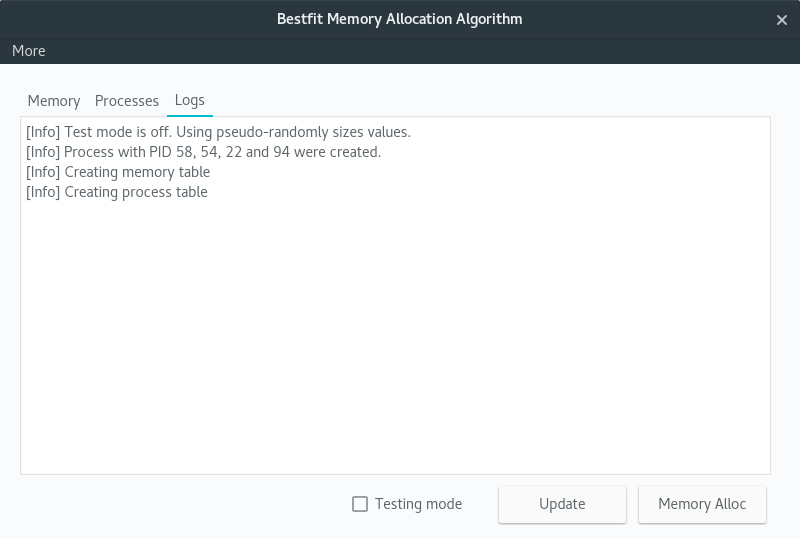 Bestfit Memory Allocation Algorithm
More
Memory Processes Logs
[Info] Test mode is off. Using pseudo-randomly sizes values.
[Info] Process with PID 58, 54, 22 and 94 were created.
[Info] Creating memory table
[Info] Creating process table
Testing mode Update Memory Alloc